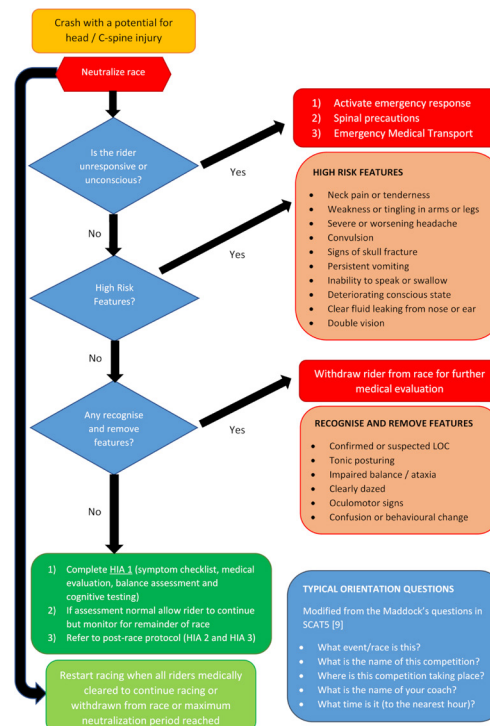 Crash with a potential for
head / C-spine injury
Neutralize race
Is the rider
unresponsive or
unconscious?
Yes
No
1) Activate emergency response
2) Spinal precautions
3) Emergency Medical Transport
HIGH RISK FEATURES
• Neck pain or tenderness
• Weakness or tingling in arms or legs
• Severe or worsening headache
• Convulsion
• Signs of skull fracture
• Persistent vomiting
• Inability to speak or swallow
• Deteriorating conscious state
• Clear fluid leaking from nose or ear
• Double vision
High Risk
Features?
Yes
No
Withdraw rider from race for further
medical evaluation
Any recognise
and remove
features?
Yes
No
RECOGNISE AND REMOVE FEATURES
• Confirmed or suspected LOC
• Tonic posturing
• Impaired balance / ataxia
• Clearly dazed
• Oculomotor signs
• Confusion or behavioural change
1) Complete HIA 1 (symptom checklist, medical
evaluation, balance assessment and
cognitive testing)
2) If assessment normal allow rider to continue
but monitor for remainder of race
3) Refer to post-race protocol (HIA 2 and HIA 3)
Restart racing when all riders medically
cleared to continue racing or
withdrawn from race or maximum
neutralization period reached
TYPICAL ORIENTATION QUESTIONS
Modified from the Maddock's questions in
SCAT5 [9]
• What event/race is this?
• What is the name of this competition?
• Where is this competition taking place?
• What is the name of your coach?
• What time is it (to the nearest hour)?